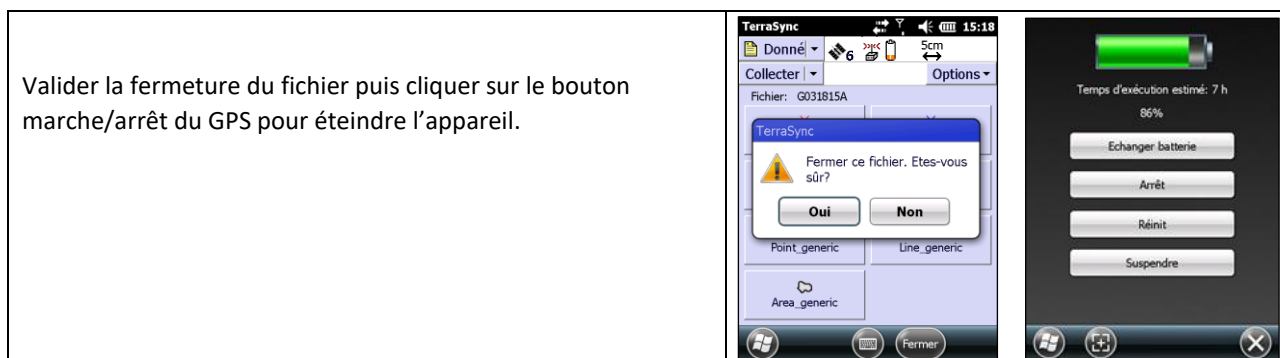 Valider la fermeture du fichier puis cliquer sur le bouton
marche/arrêt du GPS pour éteindre l’appareil.
TerraSync 15:18
Donné 6 5cm
Collecter Options
Fichier: G031815A
TerraSync
Fermer ce fichier. Etes-vous
sûr?
Oui Non
Point_generic Line_generic
Area_generic
Fermer
Temps d'exécution estimé: 7 h
86%
Echanger batterie
Arrêt
Réinit
Suspendre